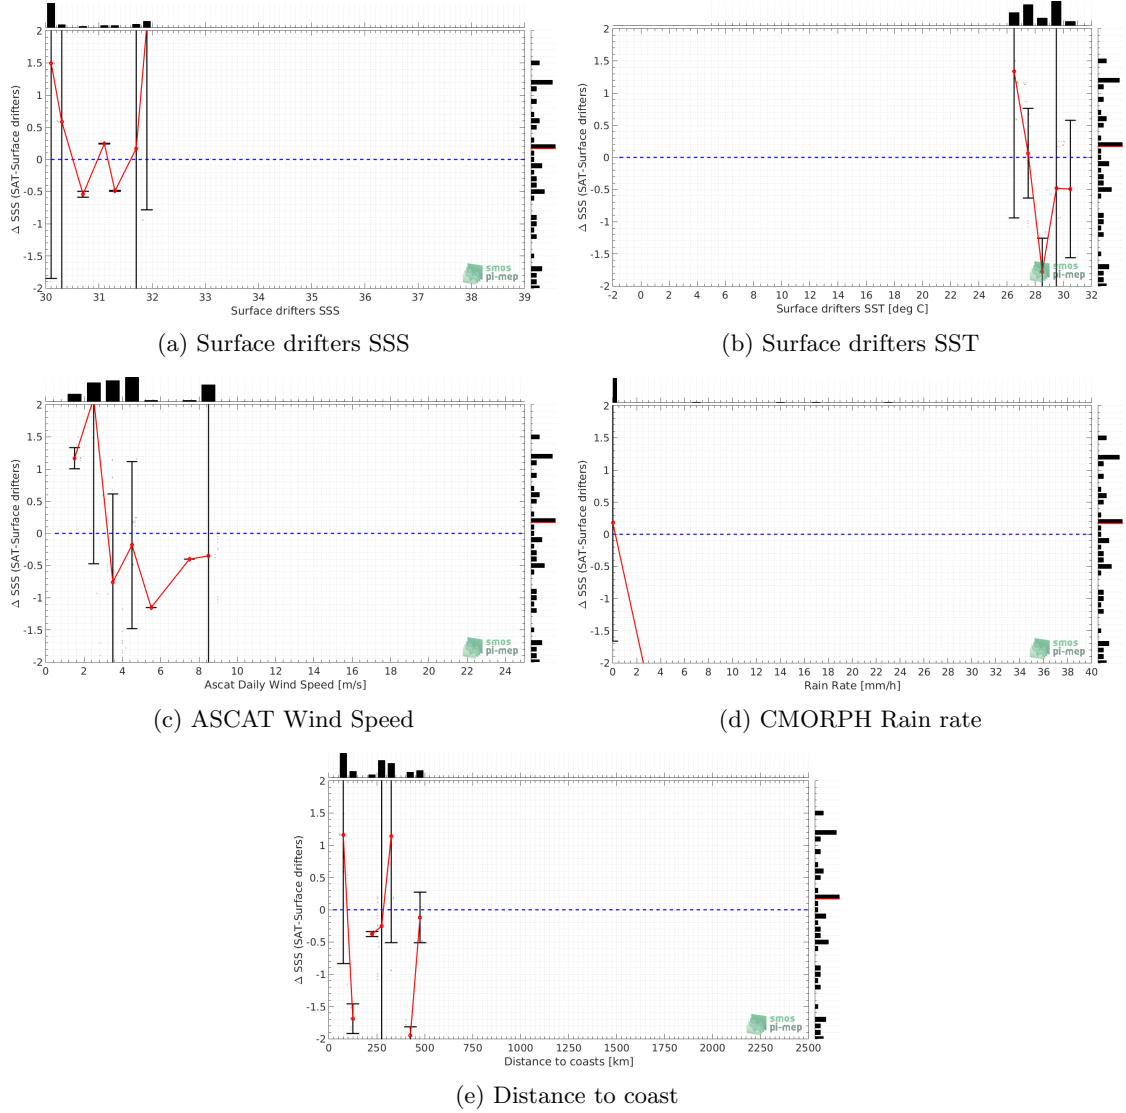 2
1.5
1
0.5
0
-0.5
-1
-1.5
-2
Δ SSS (SAT-Surface drifters)
30 31 32 33 34 35 36 37 38 39
Surface drifters SSS
smos
pi-mep
(a) Surface drifters SSS
2
1.5
1
0.5
0
-0.5
-1
-1.5
-2
Δ SSS (SAT-Surface drifters)
-2 0 2 4 6 8 10 12 14 16 18 20 22 24 26 28 30 32
Surface drifters SST [deg C]
smos
pi-mep
(b) Surface drifters SST
2
1.5
1
0.5
0
-0.5
-1
-1.5
-2
Δ SSS (SAT-Surface drifters)
0 2 4 6 8 10 12 14 16 18 20 22 24
Ascat Daily Wind Speed [m/s]
smos
pi-mep
(c) ASCAT Wind Speed
2
1.5
1
0.5
0
-0.5
-1
-1.5
-2
Δ SSS (SAT-Surface drifters)
0 2 4 6 8 10 12 14 16 18 20 22 24 26 28 30 32 34 36 38 40
Rain Rate [mm/h]
smos
pi-mep
(d) CMORPH Rain rate
2
1.5
1
0.5
0
-0.5
-1
-1.5
-2
Δ SSS (SAT-Surface drifters)
0 250 500 750 1000 1250 1500 1750 2000 2250 2500
Distance to coasts [km]
smos
pi-mep
(e) Distance to coast